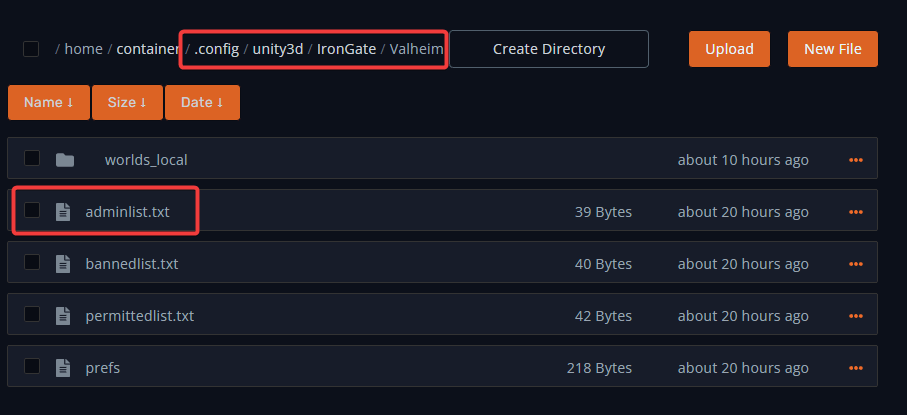 / home / container / .config / unity3d / IronGate / Valheim Create Directory Upload New File
Name ↓ Size ↓ Date ↓
worlds_local about 10 hours ago
adminlist.txt 39 Bytes about 20 hours ago
bannedlist.txt 40 Bytes about 20 hours ago
permittedlist.txt 42 Bytes about 20 hours ago
prefs 218 Bytes about 20 hours ago